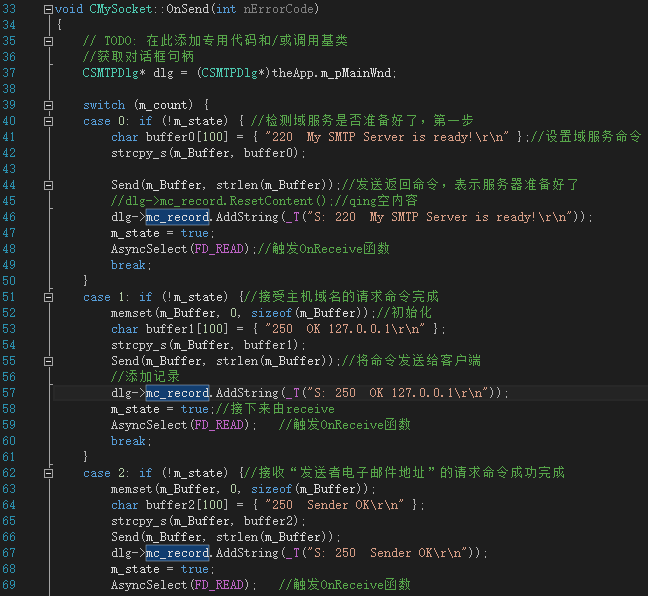 33 void CMySocket::OnSend(int nErrorCode)
34 {
35 // TODO: 在此添加专用代码和/或调用基类
36 //获取对话框句柄
37 CSMTPDlg* dlg = (CSMTPDlg*)theApp.m_pMainWnd;
38
39 switch (m_count) {
40 case 0: if (!m_state) { //检测域服务是否准备好了，第一步
41 char buffer0[100] = { "220  My SMTP Server is ready!\r\n" };//设置域服务命令
42 strcpy_s(m_Buffer, buffer0);
43
44 Send(m_Buffer, strlen(m_Buffer));//发送返回命令，表示服务器准备好了
45 //dlg->mc_record.ResetContent();//qing空内容
46 dlg->mc_record.AddString(_T("S: 220  My SMTP Server is ready!\r\n"));
47 m_state = true;
48 AsyncSelect(FD_READ);//触发OnReceive函数
49 break;
50 }
51 case 1: if (!m_state) {//接受主机域名的请求命令完成
52 memset(m_Buffer, 0, sizeof(m_Buffer));//初始化
53 char buffer1[100] = { "250  OK 127.0.0.1\r\n" };
54 strcpy_s(m_Buffer, buffer1);
55 Send(m_Buffer, strlen(m_Buffer));//将命令发送给客户端
56 //添加记录
57 dlg->mc_record.AddString(_T("S: 250  OK 127.0.0.1\r\n"));
58 m_state = true;//接下来由receive
59 AsyncSelect(FD_READ);   //触发OnReceive函数
60 break;
61 }
62 case 2: if (!m_state) {//接收“发送者电子邮件地址”的请求命令成功完成
63 memset(m_Buffer, 0, sizeof(m_Buffer));
64 char buffer2[100] = { "250  Sender OK\r\n" };
65 strcpy_s(m_Buffer, buffer2);
66 Send(m_Buffer, strlen(m_Buffer));
67 dlg->mc_record.AddString(_T("S: 250  Sender OK\r\n"));
68 m_state = true;
69 AsyncSelect(FD_READ);   //触发OnReceive函数